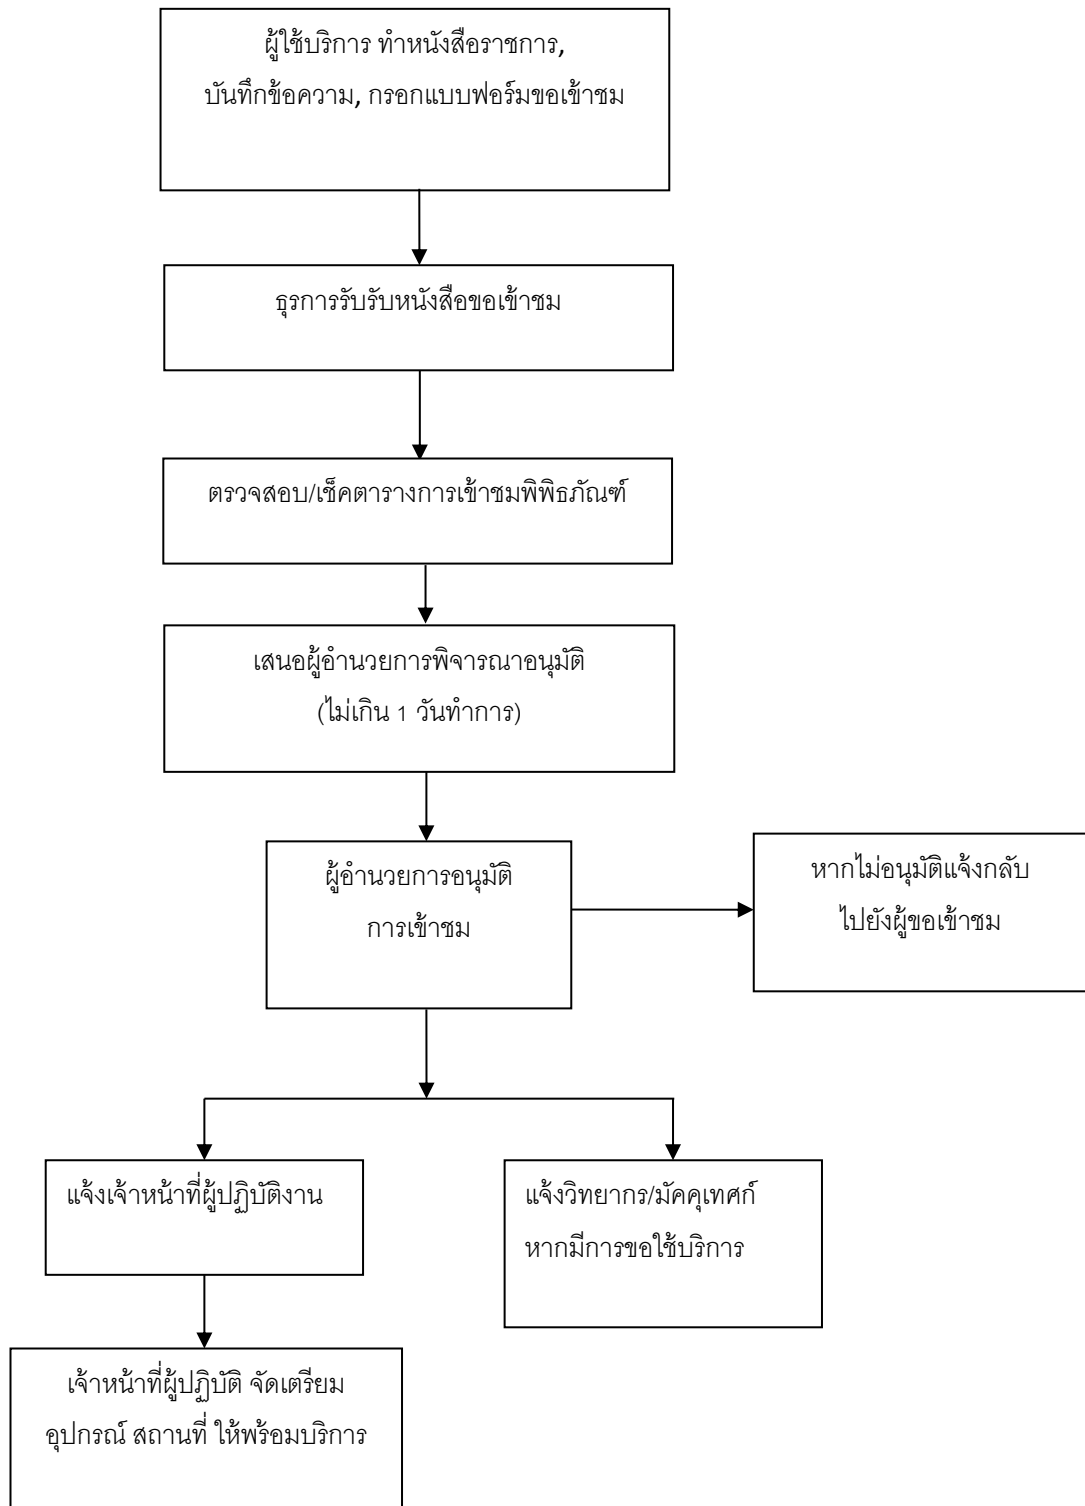 ผู้ใช้บริการ ทำหนังสือราชการ,
บันทึกข้อความ, กรอกแบบฟอร์มขอเข้าชม
ธุรการรับรับหนังสือขอเข้าชม
ตรวจสอบ/เช็คตารางการเข้าชมพิพิธภัณฑ์
เสนอผู้อำนวยการพิจารณาอนุมัติ
(ไม่เกิน 1 วันทำการ)
ผู้อำนวยการอนุมัติ
การเข้าชม
หากไม่อนุมัติแจ้งกลับ
ไปยังผู้ขอเข้าชม
แจ้งเจ้าหน้าที่ผู้ปฏิบัติงาน
แจ้งวิทยากร/มัคคุเทศก์
หากมีการขอใช้บริการ
เจ้าหน้าที่ผู้ปฏิบัติ จัดเตรียม
อุปกรณ์ สถานที่ ให้พร้อมบริการ